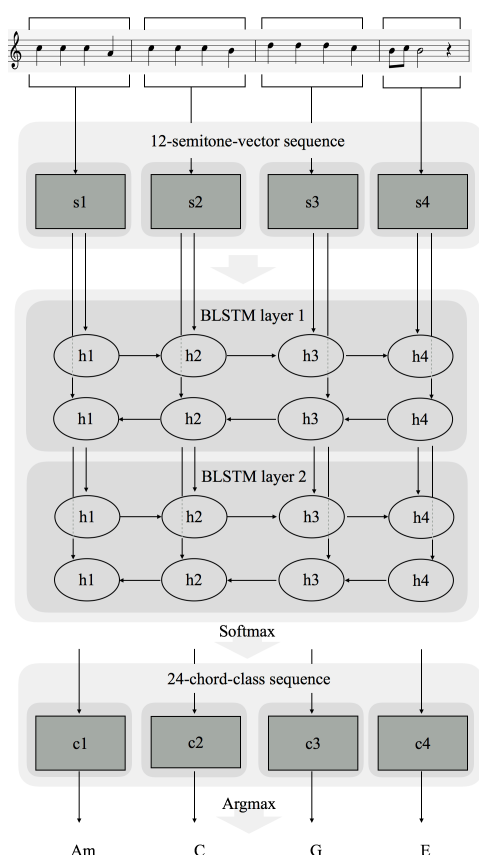 12-semitone-vector sequence
s1 s2 s3 s4
BLSTM layer 1
h1 h2 h3 h4
h1 h2 h3 h4
BLSTM layer 2
h1 h2 h3 h4
h1 h2 h3 h4
Softmax
24-chord-class sequence
c1 c2 c3 c4
Argmax
Am C G E